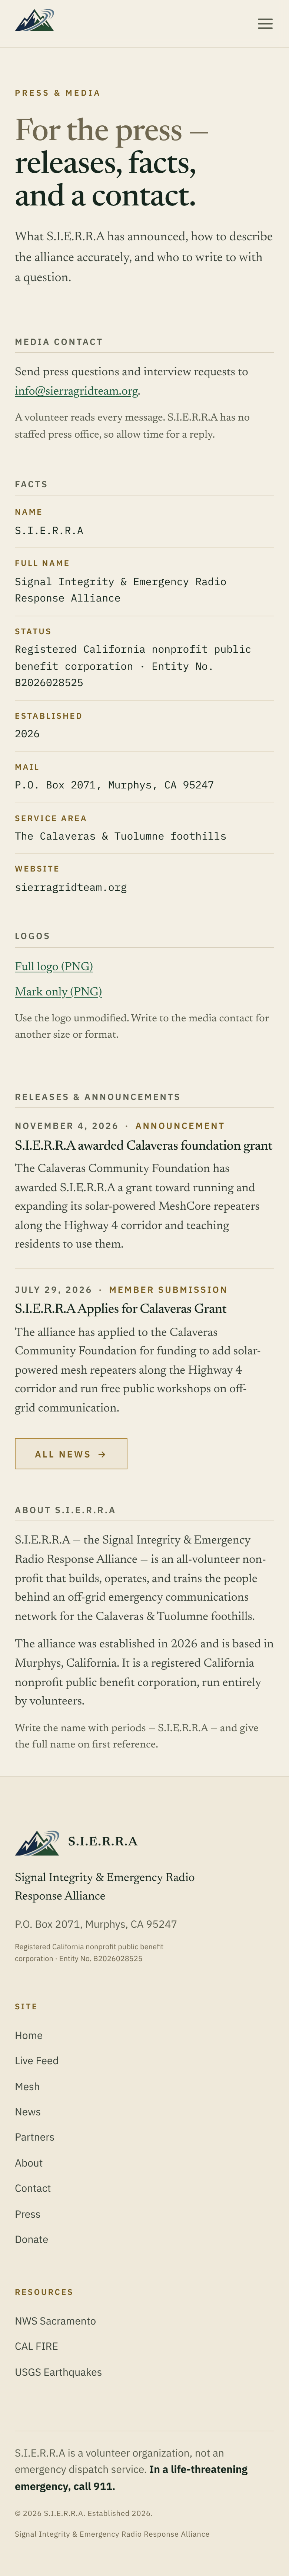 PRESS & MEDIA
For the press —
releases, facts,
and a contact.
What S.I.E.R.R.A has announced, how to describe
the alliance accurately, and who to write to with
a question.
MEDIA CONTACT
Send press questions and interview requests to
info@sierragridteam.org.
A volunteer reads every message. S.I.E.R.R.A has no
staffed press office, so allow time for a reply.
FACTS
NAME
S.I.E.R.R.A
FULL NAME
Signal Integrity & Emergency Radio
Response Alliance
STATUS
Registered California nonprofit public
benefit corporation · Entity No.
B2026028525
ESTABLISHED
2026
MAIL
P.O. Box 2071, Murphys, CA 95247
SERVICE AREA
The Calaveras & Tuolumne foothills
WEBSITE
sierragridteam.org
LOGOS
Full logo (PNG)
Mark only (PNG)
Use the logo unmodified. Write to the media contact for
another size or format.
RELEASES & ANNOUNCEMENTS
NOVEMBER 4, 2026 · ANNOUNCEMENT
S.I.E.R.R.A awarded Calaveras foundation grant
The Calaveras Community Foundation has
awarded S.I.E.R.R.A a grant toward running and
expanding its solar-powered MeshCore repeaters
along the Highway 4 corridor and teaching
residents to use them.
JULY 29, 2026 · MEMBER SUBMISSION
S.I.E.R.R.A Applies for Calaveras Grant
The alliance has applied to the Calaveras
Community Foundation for funding to add solar-
powered mesh repeaters along the Highway 4
corridor and run free public workshops on off-
grid communication.
ALL NEWS →
ABOUT S.I.E.R.R.A
S.I.E.R.R.A — the Signal Integrity & Emergency
Radio Response Alliance — is an all-volunteer non-
profit that builds, operates, and trains the people
behind an off-grid emergency communications
network for the Calaveras & Tuolumne foothills.
The alliance was established in 2026 and is based in
Murphys, California. It is a registered California
nonprofit public benefit corporation, run entirely
by volunteers.
Write the name with periods — S.I.E.R.R.A — and give
the full name on first reference.
S.I.E.R.R.A
Signal Integrity & Emergency Radio
Response Alliance
P.O. Box 2071, Murphys, CA 95247
Registered California nonprofit public benefit
corporation · Entity No. B2026028525
SITE
Home
Live Feed
Mesh
News
Partners
About
Contact
Press
Donate
RESOURCES
NWS Sacramento
CAL FIRE
USGS Earthquakes
S.I.E.R.R.A is a volunteer organization, not an
emergency dispatch service. In a life-threatening
emergency, call 911.
© 2026 S.I.E.R.R.A. Established 2026.
Signal Integrity & Emergency Radio Response Alliance